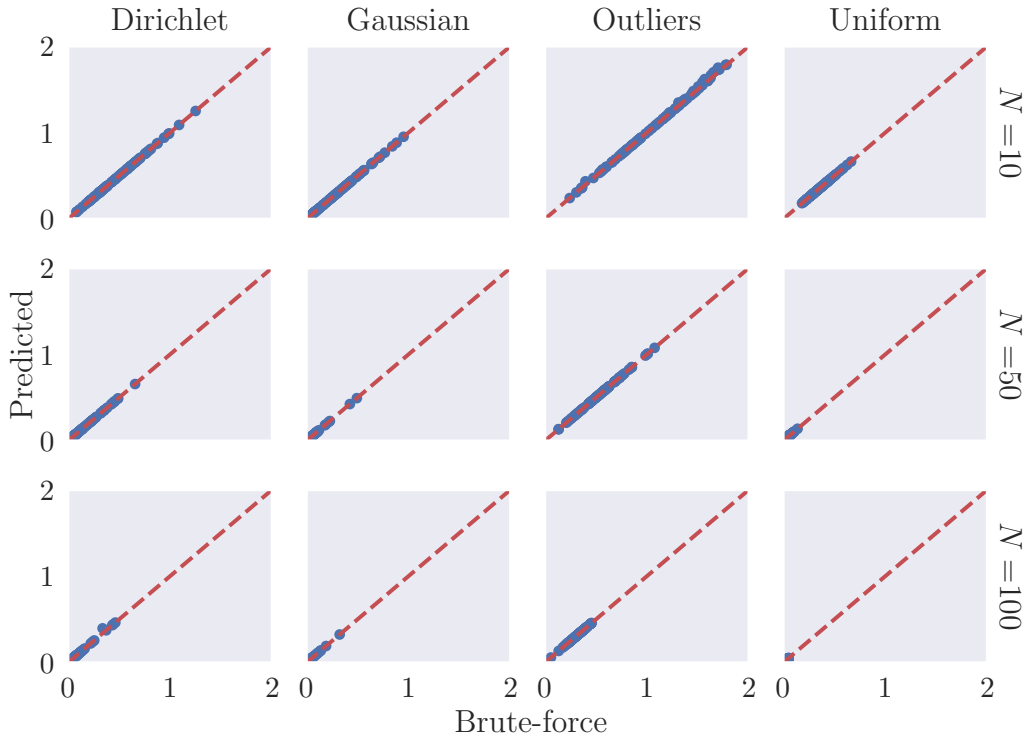 Dirichlet Gaussian Outliers Uniform
2
1
0
N = 10
2
1
0
N = 50
Predicted
2
1
0
N = 100
0 1 2 0 1 2 0 1 2 0 1 2
Brute-force